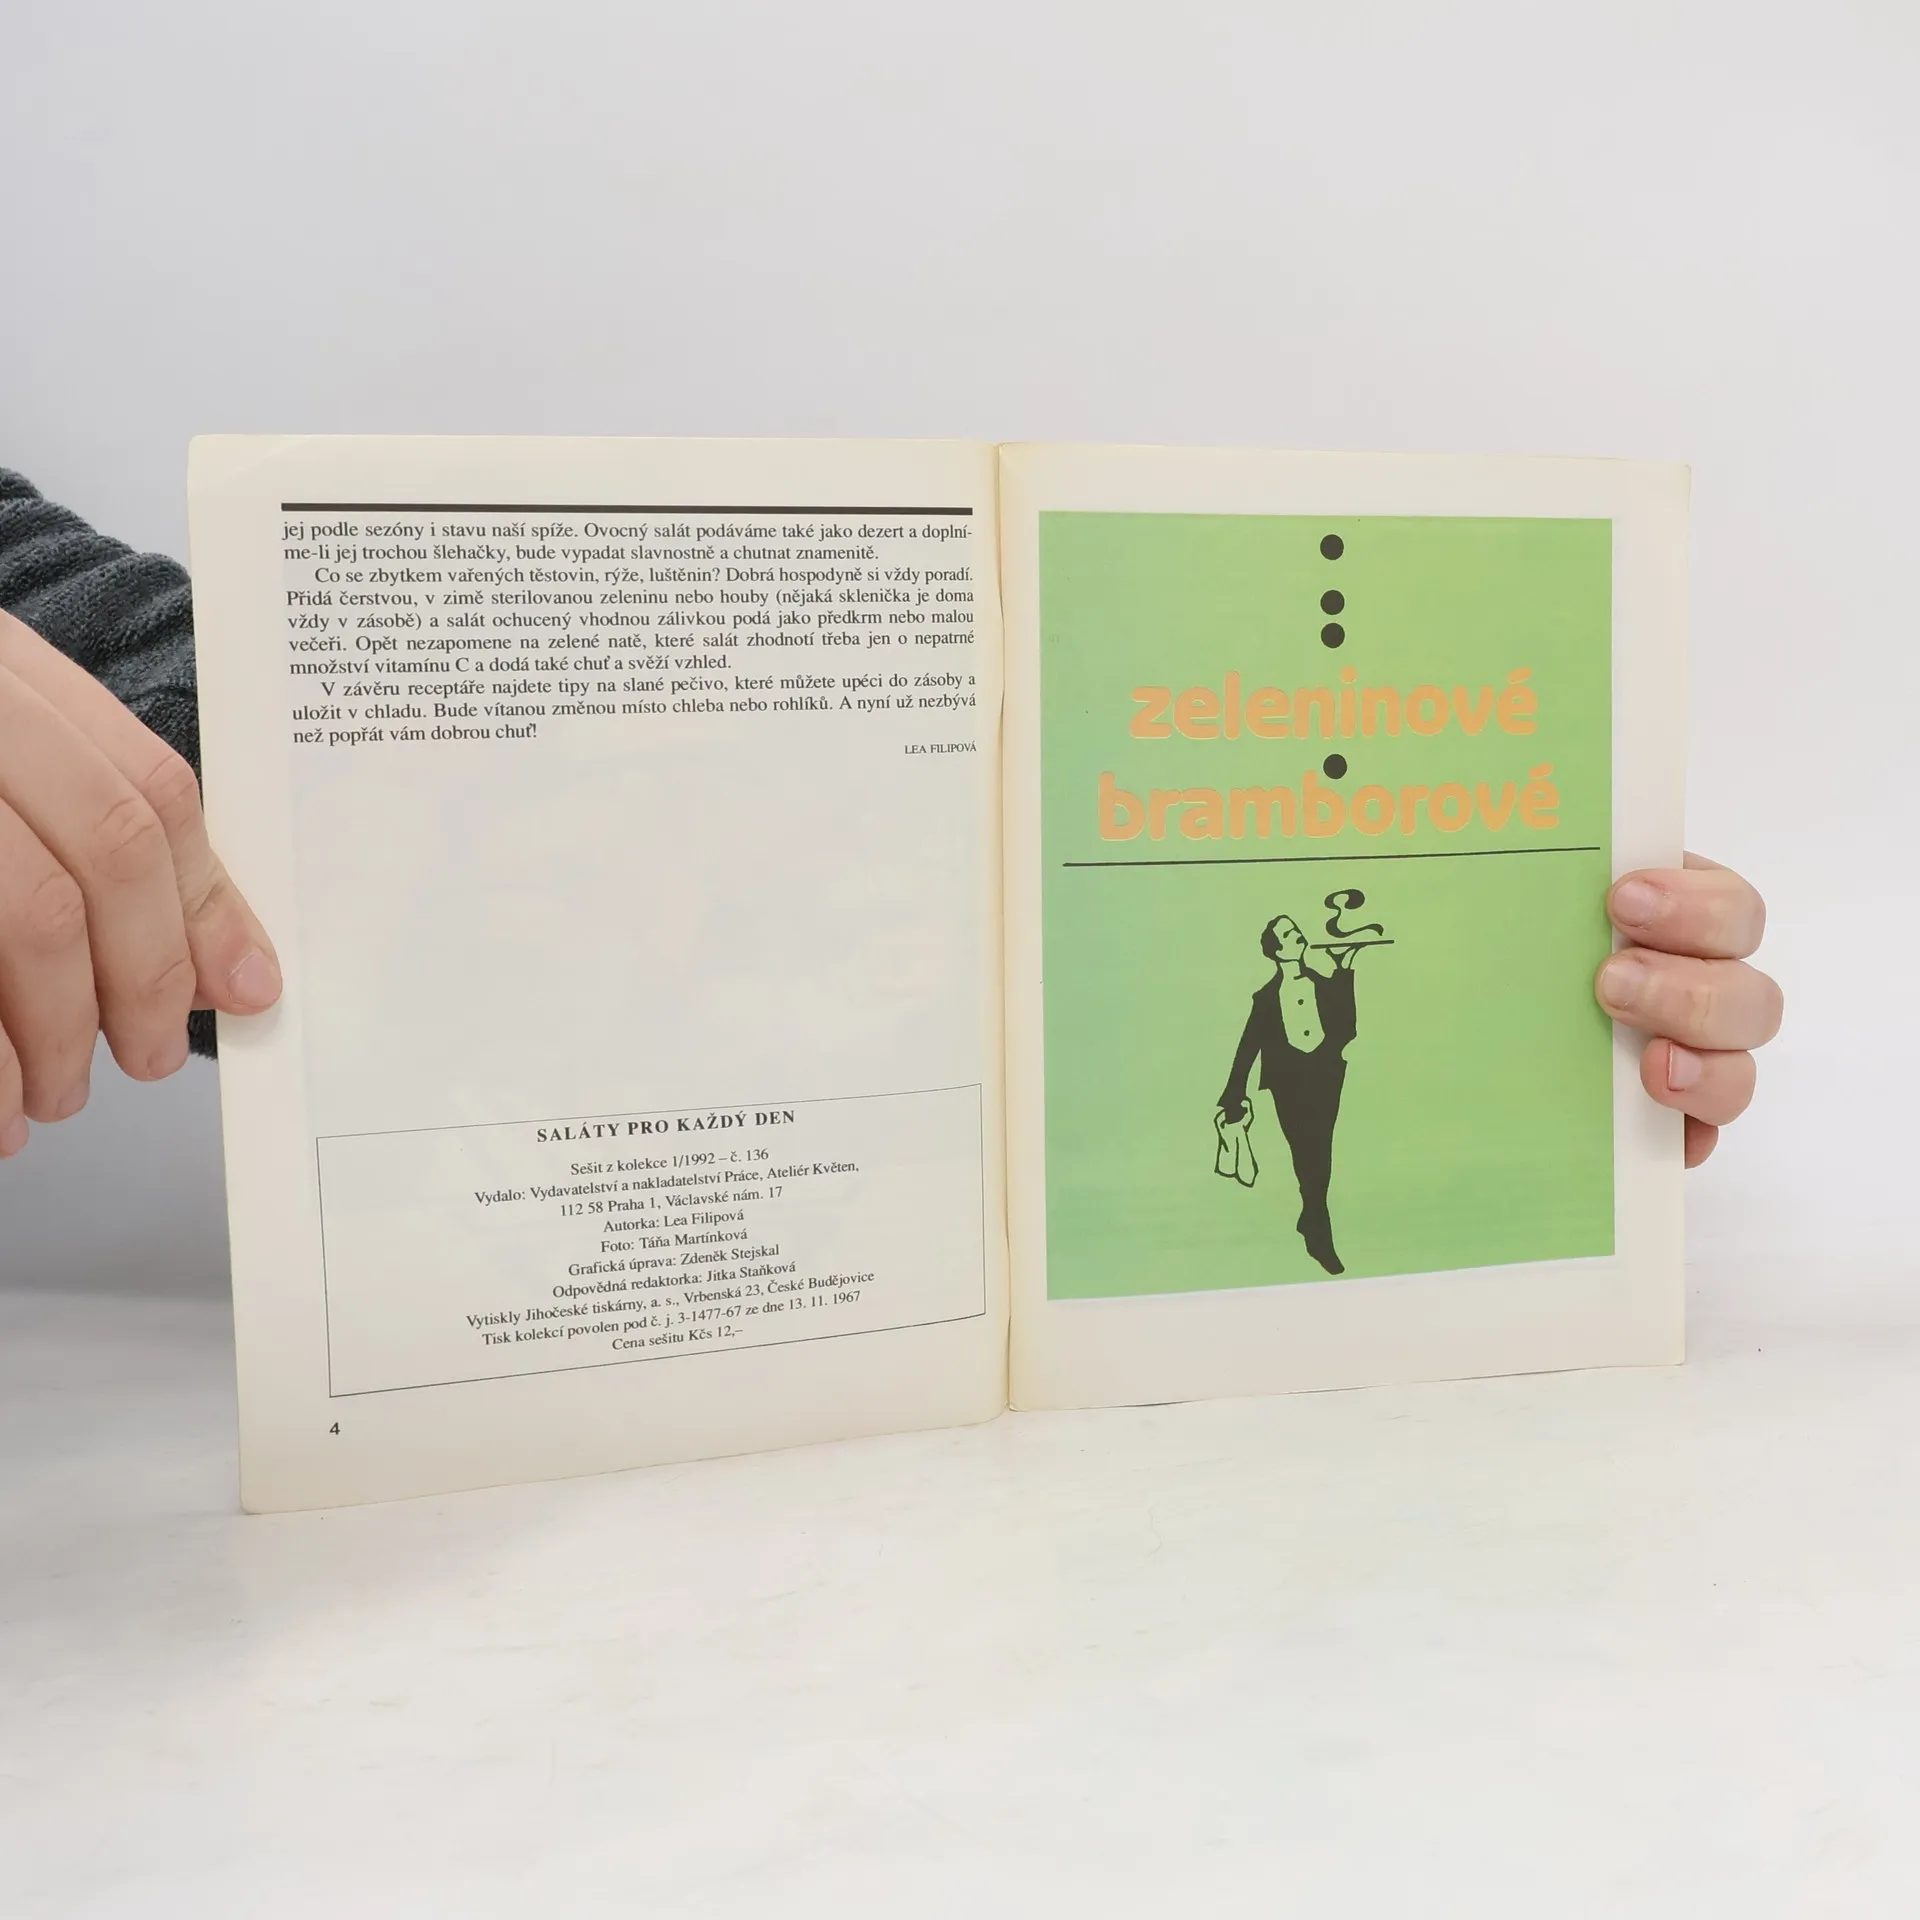 jej podle sezóny i stavu naší spíže. Ovocný salát podáváme také jako dezert a doplní-
me-li jej trochou šlehačky, bude vypadat slavnostně a chutnat znamenitě.
Co se zbytkem vařených těstovin, rýže, luštěnin? Dobrá hospodyně si vždy poradí.
Přidá čerstvou, v zimě sterilovanou zeleninu nebo houby (nějaká sklenička je doma
vždy v zásobě) a salát ochucený vhodnou zálivkou podá jako předkrm nebo malou
večeři. Opět nezapomene na zelené natě, které salát zhodnotí třeba jen o nepatrné
množství vitamínu C a dodá také chuť a svěží vzhled.
V závěru receptáře najdete tipy na slané pečivo, které můžete upéci do zásoby a
uložit v chladu. Bude vítanou změnou místo chleba nebo rohlíků. A nyní už nezbývá
než popřát vám dobrou chuť!
LEA FILIPOVÁ
SALÁTY PRO KAŽDÝ DEN
Sešit z kolekce 1/1992 – č. 136
Vydalo: Vydavatelství a nakladatelství Práce, Ateliér Květen,
112 58 Praha 1, Václavské nám. 17
Autorka: Lea Filipová
Foto: Táňa Martínková
Grafická úprava: Zdeněk Stejskal
Odpovědná redaktorka: Jitka Staňková
Vytiskly Jihočeské tiskárny, a. s., Vrbenská 23, České Budějovice
Tisk kolekcí povolen pod č. j. 3-1477-67 ze dne 13. 11. 1967
Cena sešitu Kčs 12,–
4
zeleninové
bramborové